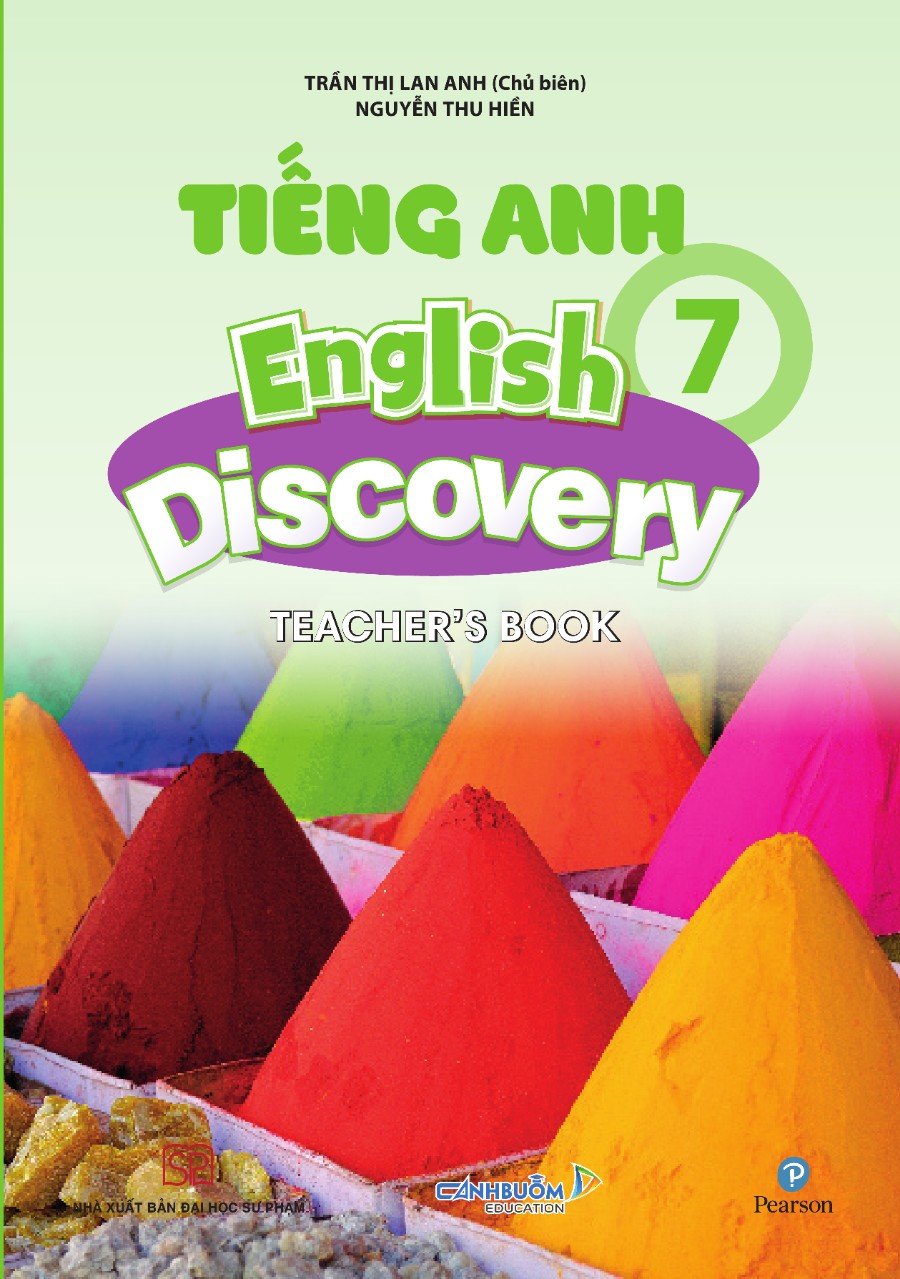 TRẦN THỊ LAN ANH (Chủ biên)
NGUYỄN THU HIỀN
TIẾNG ANH
7
English
Discovery
TEACHER'S BOOK
NHÀ XUẤT BẢN ĐẠI HỌC SƯ PHẠM
CÁNHBUỒM
EDUCATION
Pearson